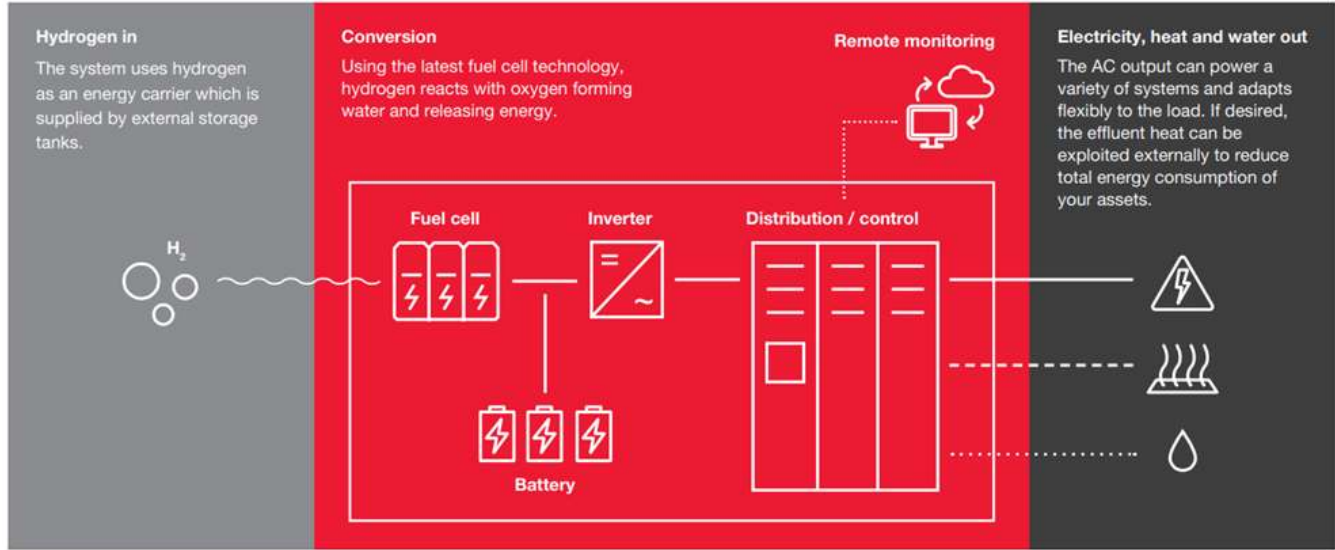 Hydrogen in
The system uses hydrogen
as an energy carrier which is
supplied by external storage
tanks.
H₂
Conversion
Using the latest fuel cell technology,
hydrogen reacts with oxygen forming
water and releasing energy.
Remote monitoring
Fuel cell
Inverter
Distribution / control
Battery
Electricity, heat and water out
The AC output can power a
variety of systems and adapts
flexibly to the load. If desired,
the effluent heat can be
exploited externally to reduce
total energy consumption of
your assets.